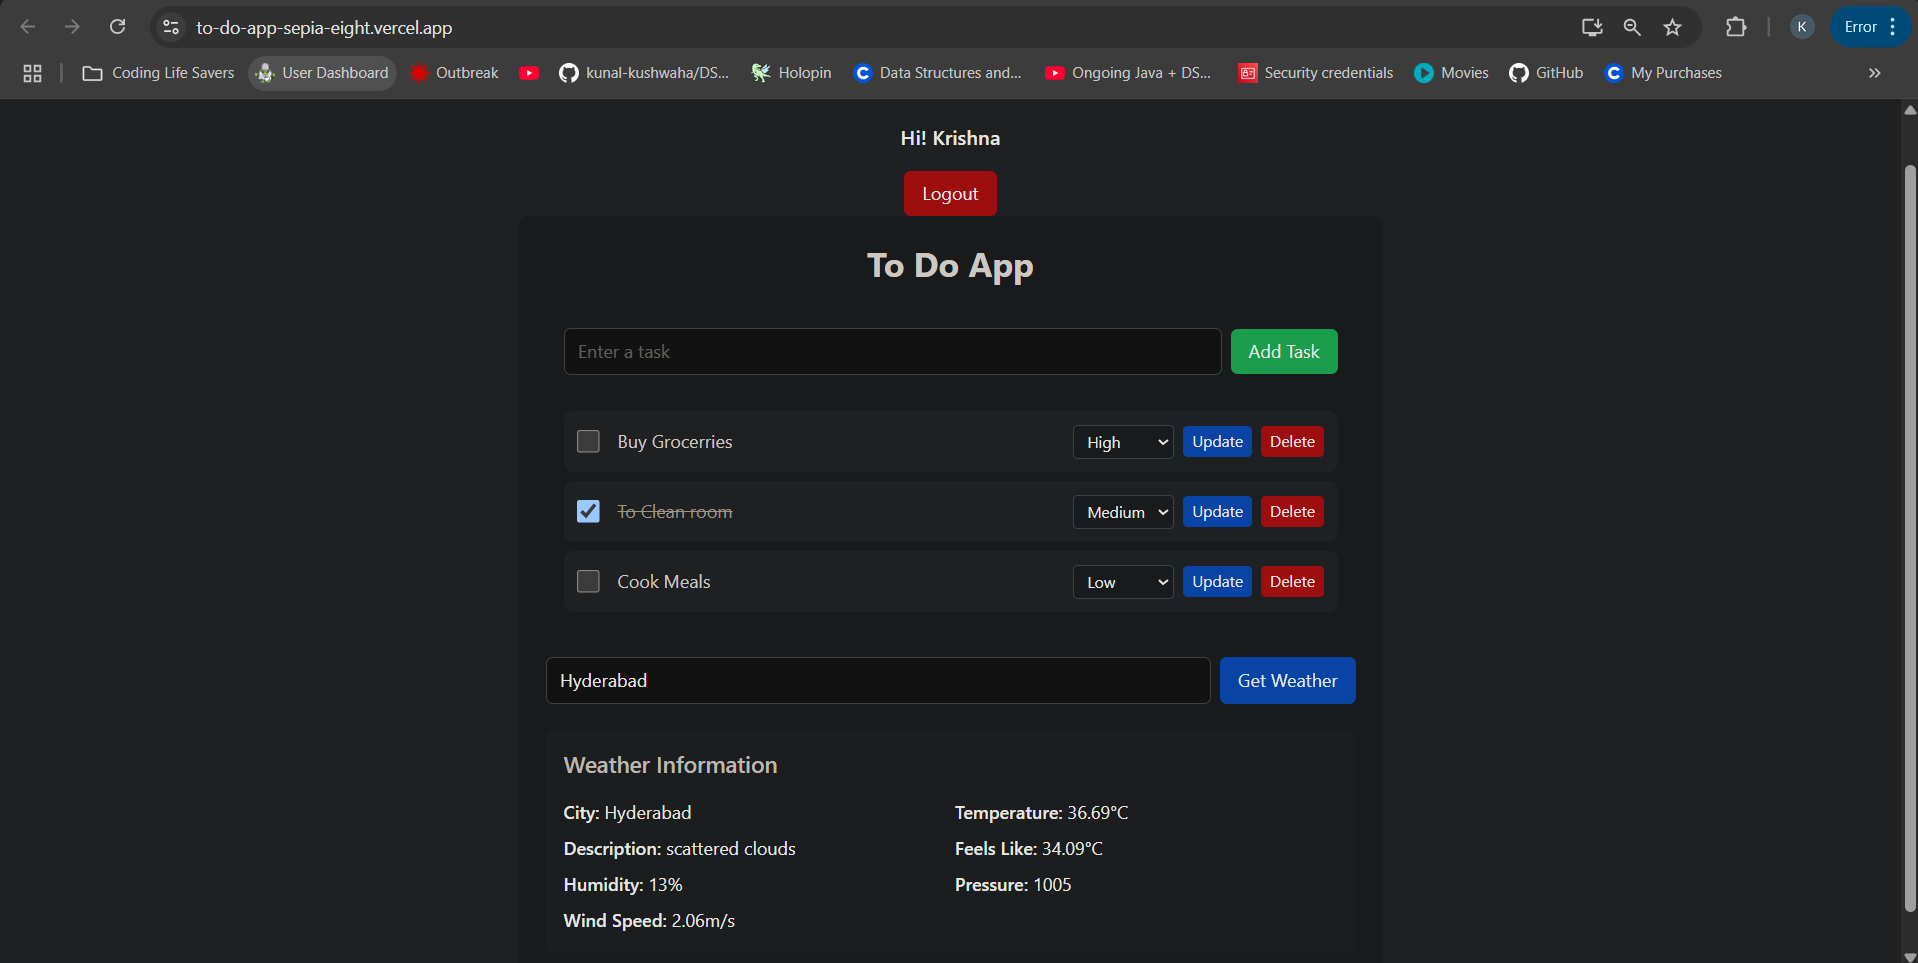 to-do-app-sepia-eight.vercel.app
K
Error
Coding Life Savers
User Dashboard
Outbreak
kunal-kushwaha/DS...
Holopin
Data Structures and...
Ongoing Java + DS...
Security credentials
Movies
GitHub
My Purchases
Hi! Krishna
Logout
To Do App
Enter a task
Add Task
Buy Grocerries
High
Update
Delete
To Clean room
Medium
Update
Delete
Cook Meals
Low
Update
Delete
Hyderabad
Get Weather
Weather Information
City: Hyderabad
Temperature: 36.69°C
Description: scattered clouds
Feels Like: 34.09°C
Humidity: 13%
Pressure: 1005
Wind Speed: 2.06m/s